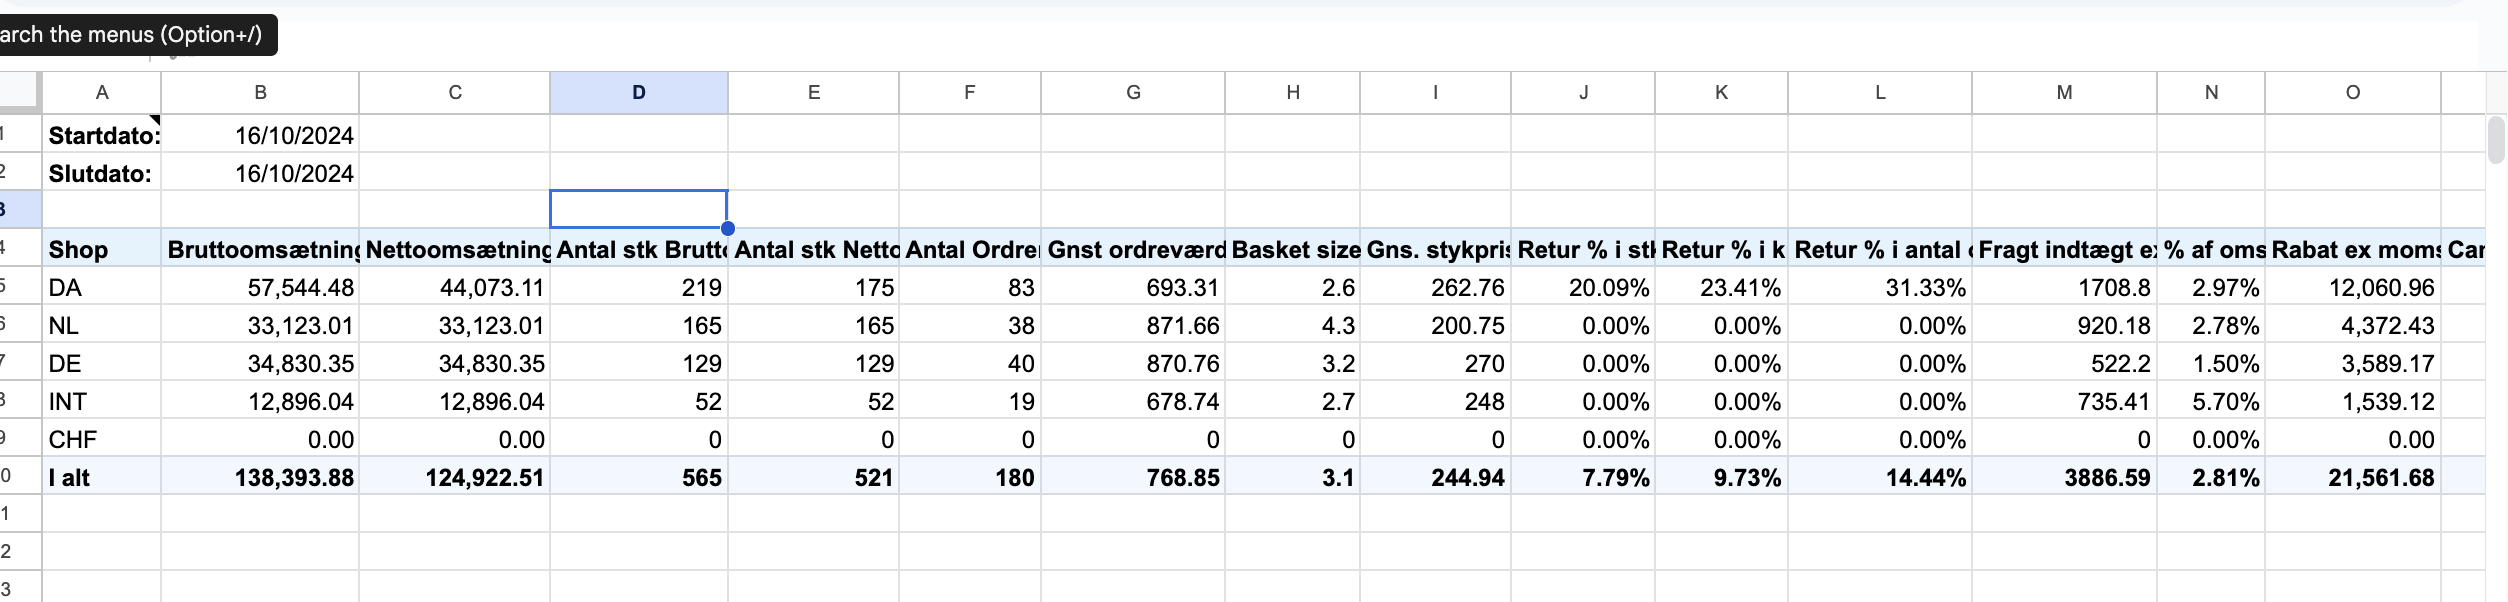 arch the menus (Option+/)
A B C D E F G H I J K L M N O
1 Startdato: 16/10/2024
2 Slutdato: 16/10/2024
3
4 Shop Bruttoomsætning Nettoomsætning Antal stk Brutto Antal stk Netto Antal Ordre Gnst ordreværd Basket size Gns. stykpris Retur % i stk Retur % i k Retur % i antal Fragt indtægt ex % af oms Rabat ex moms
5 DA 57,544.48 44,073.11 219 175 83 693.31 2.6 262.76 20.09% 23.41% 31.33% 1708.8 2.97% 12,060.96
6 NL 33,123.01 33,123.01 165 165 38 871.66 4.3 200.75 0.00% 0.00% 0.00% 920.18 2.78% 4,372.43
7 DE 34,830.35 34,830.35 129 129 40 870.76 3.2 270 0.00% 0.00% 0.00% 522.2 1.50% 3,589.17
8 INT 12,896.04 12,896.04 52 52 19 678.74 2.7 248 0.00% 0.00% 0.00% 735.41 5.70% 1,539.12
9 CHF 0.00 0.00 0 0 0 0 0 0 0.00% 0.00% 0.00% 0 0.00% 0.00
0 I alt 138,393.88 124,922.51 565 521 180 768.85 3.1 244.94 7.79% 9.73% 14.44% 3886.59 2.81% 21,561.68
1
2
3